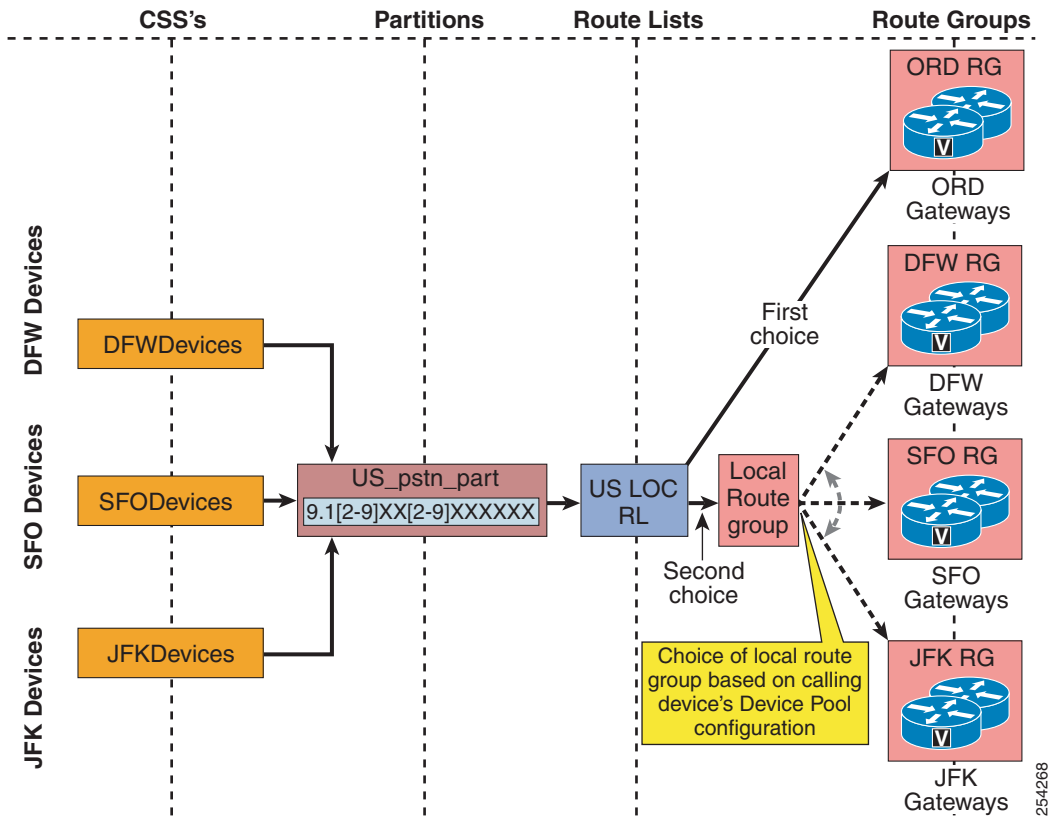 CSS's
Partitions
Route Lists
Route Groups
ORD RG
V
ORD
Gateways
DFW Devices
SFO Devices
JFK Devices
DFWDevices
SFODevices
JFKDevices
US_pstn_part
9.1[2-9]XX[2-9]XXXXXX
US LOC
RL
First
choice
Second
choice
Local
Route
group
Choice of local route
group based on calling
device's Device Pool
configuration
DFW RG
V
DFW
Gateways
SFO RG
V
SFO
Gateways
JFK RG
V
JFK
Gateways
254268